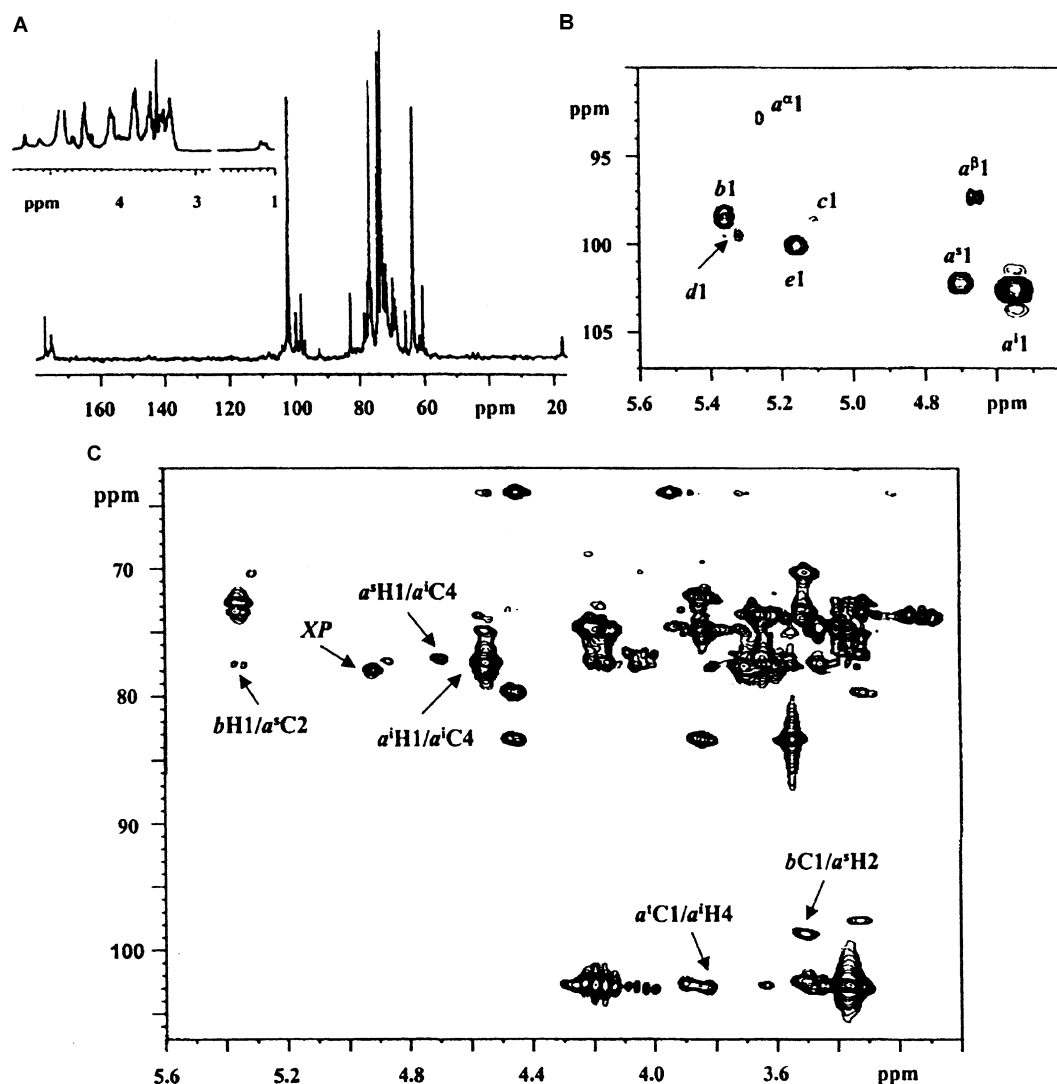 A
ppm 4 3 1
160 140 120 100 80 60 ppm 20
B
ppm
95
100
105
aα1
b1
c1
aβ1
d1
e1
as1
ai1
5.6 5.4 5.2 5.0 4.8 ppm
C
ppm
70
80
90
100
asH1/aiC4
XP
bH1/asC2
aiH1/aiC4
bC1/asH2
C1/aiH4
5.6 5.2 4.8 4.4 4.0 3.6 ppm